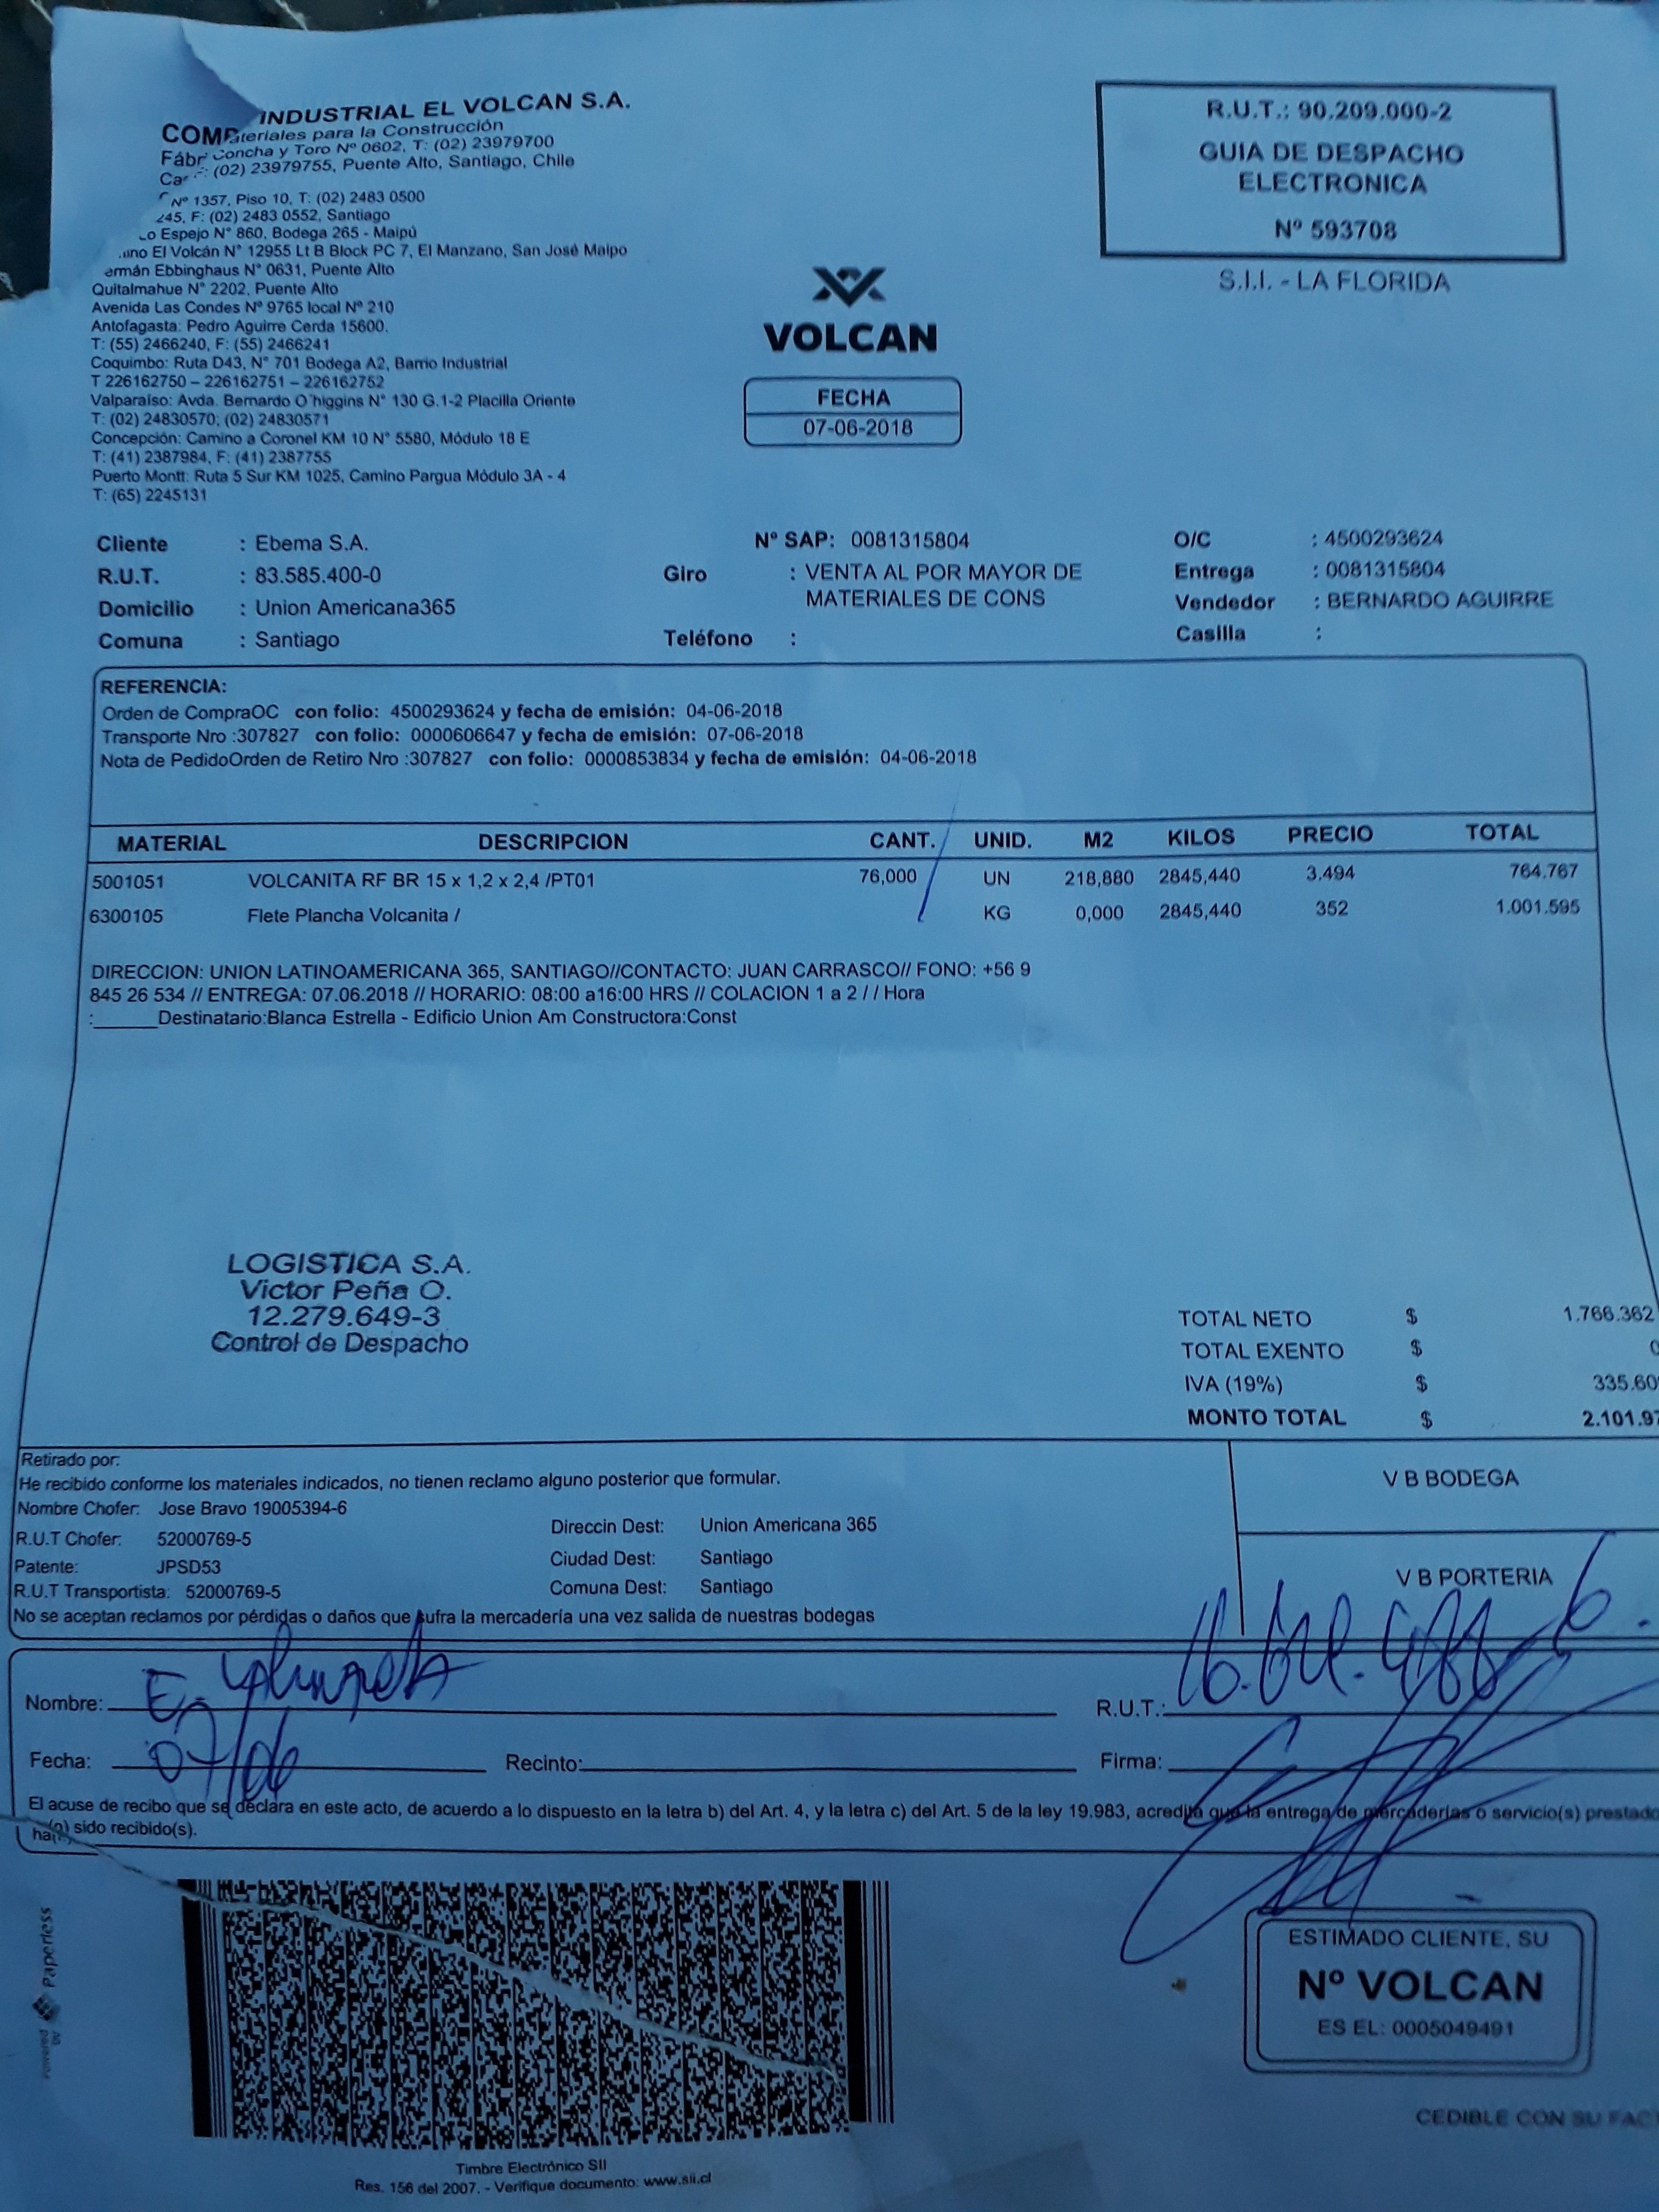 INDUSTRIAL EL VOLCAN S.A.
COMP
ateriales para la Construcción
Fábr Concha y Toro Nº 0602, T: (02) 23979700
Ca F: (02) 23979755, Puente Alto, Santiago, Chile
Nº 1357, Piso 10, T: (02) 2483 0500
245, F: (02) 2483 0552, Santiago
o Espejo N° 860, Bodega 265 - Maipú
ino El Volcán N° 12955 Lt B Block PC 7, El Manzano, San José Maipo
ermán Ebbinghaus N° 0631, Puente Alto
Quitalmahue N° 2202, Puente Alto
Avenida Las Condes Nº 9765 local Nº 210
Antofagasta: Pedro Aguirre Cerda 15600.
T: (55) 2466240, F: (55) 2466241
Coquimbo: Ruta D43, N° 701 Bodega A2, Barrio Industrial
T 226162750 – 226162751 – 226162752
Valparaíso: Avda. Bernardo O´higgins N° 130 G.1-2 Placilla Oriente
T: (02) 24830570; (02) 24830571
Concepción: Camino a Coronel KM 10 N° 5580, Módulo 18 E
T: (41) 2387984, F: (41) 2387755
Puerto Montt: Ruta 5 Sur KM 1025, Camino Pargua Módulo 3A - 4
T: (65) 2245131
VOLCAN
FECHA
07-06-2018
R.U.T.: 90.209.000-2
GUIA DE DESPACHO
ELECTRONICA
Nº 593708
S.I.I. - LA FLORIDA
Cliente : Ebema S.A. N° SAP: 0081315804 O/C : 4500293624
R.U.T. : 83.585.400-0 Giro : VENTA AL POR MAYOR DE Entrega : 0081315804
Domicilio : Union Americana365 MATERIALES DE CONS Vendedor : BERNARDO AGUIRRE
Comuna : Santiago Teléfono : Casilla :
REFERENCIA:
Orden de CompraOC con folio: 4500293624 y fecha de emisión: 04-06-2018
Transporte Nro :307827 con folio: 0000606647 y fecha de emisión: 07-06-2018
Nota de PedidoOrden de Retiro Nro :307827 con folio: 0000853834 y fecha de emisión: 04-06-2018
MATERIAL DESCRIPCION CANT. UNID. M2 KILOS PRECIO TOTAL
5001051 VOLCANITA RF BR 15 x 1,2 x 2,4 /PT01 76,000 UN 218,880 2845,440 3,494 764.767
6300105 Flete Plancha Volcanita / KG 0,000 2845,440 352 1.001.595
DIRECCION: UNION LATINOAMERICANA 365, SANTIAGO//CONTACTO: JUAN CARRASCO// FONO: +56 9
845 26 534 // ENTREGA: 07.06.2018 // HORARIO: 08:00 a16:00 HRS // COLACION 1 a 2 / / Hora
:______Destinatario:Blanca Estrella - Edificio Union Am Constructora:Const
LOGISTICA S.A.
Victor Peña O.
12.279.649-3
Control de Despacho
TOTAL NETO $ 1.766.362
TOTAL EXENTO $ 0
IVA (19%) $ 335.60
MONTO TOTAL $ 2.101.97
Retirado por:
He recibido conforme los materiales indicados, no tienen reclamo alguno posterior que formular.
Nombre Chofer: Jose Bravo 19005394-6
R.U.T Chofer: 52000769-5 Direccin Dest: Union Americana 365
Patente: JPSD53 Ciudad Dest: Santiago
R.U.T Transportista: 52000769-5 Comuna Dest: Santiago
No se aceptan reclamos por pérdidas o daños que sufra la mercadería una vez salida de nuestras bodegas
V B BODEGA
V B PORTERIA
Nombre: E. R.U.T.:
Fecha: 07/06 Recinto: Firma:
El acuse de recibo que se declara en este acto, de acuerdo a lo dispuesto en la letra b) del Art. 4, y la letra c) del Art. 5 de la ley 19.983, acredita que la entrega de mercaderías o servicio(s) prestado
ha(n) sido recibido(s).
Powered by Paperless
Timbre Electrónico SII
Res. 156 del 2007. - Verifique documento: www.sii.cl
ESTIMADO CLIENTE, SU
Nº VOLCAN
ES EL: 0005049491
CEDIBLE CON SU FAC